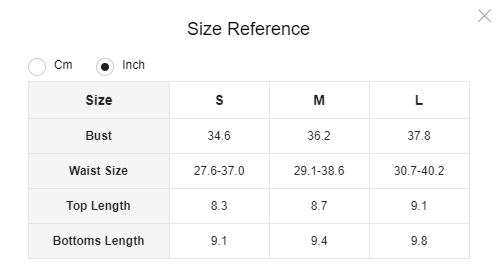 Size Reference
Cm Inch
Size S M L
Bust 34.6 36.2 37.8
Waist Size 27.6-37.0 29.1-38.6 30.7-40.2
Top Length 8.3 8.7 9.1
Bottoms Length 9.1 9.4 9.8